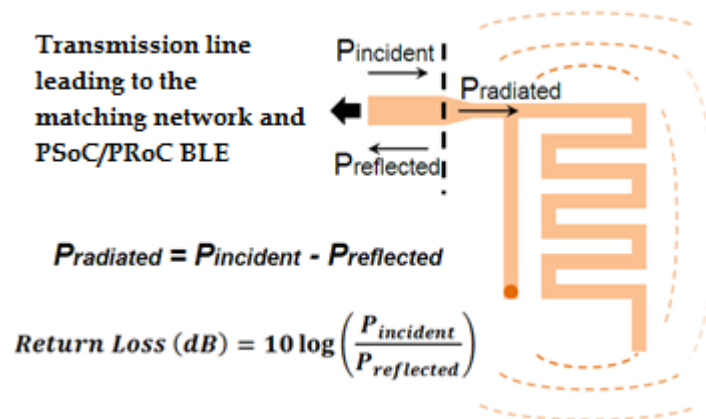 Transmission line
leading to the
matching network and
PSoC/PRoC BLE
Pincident
Pradiated
Preflected
Pradiated = Pincident - Preflected
Return Loss (dB) = 10 log (Pincident / Preflected)